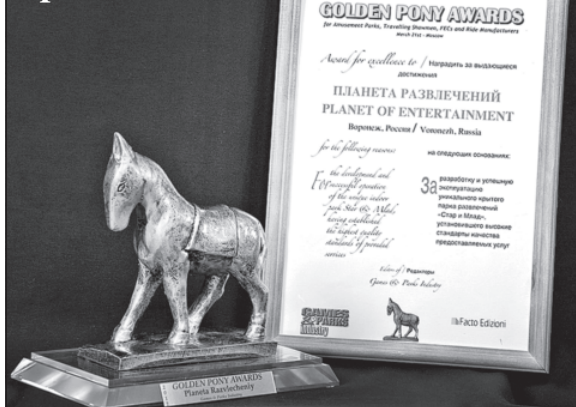 GOLDEN PONY AWARDS
for Amusement Parks, Travelling Showmen, FECs and Ride Manufacturers
March 31st - Moscow
Award for excellence to / Наградить за выдающиеся
достижения
ПЛАНЕТА РАЗВЛЕЧЕНИЙ
PLANET OF ENTERTAINMENT
Воронеж, Россия / Voronezh, Russia
for the following reasons:
For the development and
successful operation
of the unique indoor
park Star & Mlad,
having established
the highest quality
standards of provided
services
на следующих основаниях:
За разработку и успешную
эксплуатацию
уникального крытого
парка развлечений
«Стар и Млад»,
установившего высокие
стандарты качества
предоставляемых услуг
Editors of / Редакторы
Games & Parks Industry
GAMES
& PARKS
Industry
Facto Edizioni
GOLDEN PONY AWARDS
Planeta Razvlecheniy